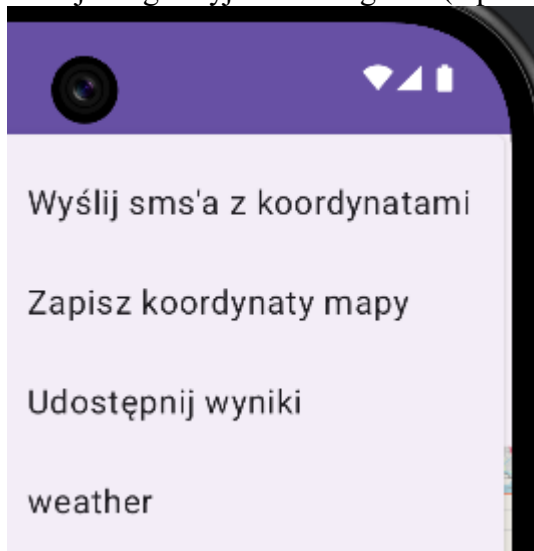 Wyślij sms'a z koordynatami
Zapisz koordynaty mapy
Udostępnij wyniki
weather